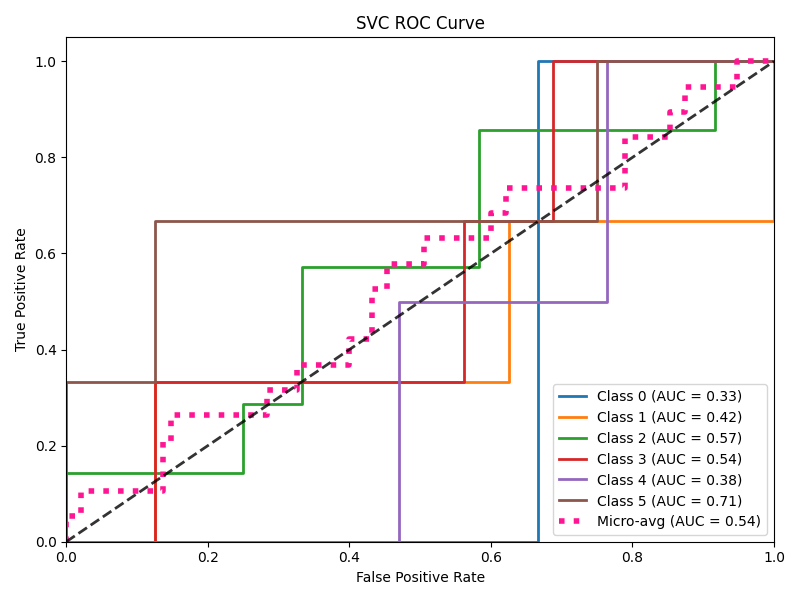 SVC ROC Curve
True Positive Rate
1.0
0.8
0.6
0.4
0.2
0.0
0.0 0.2 0.4 0.6 0.8 1.0
False Positive Rate
Class 0 (AUC = 0.33)
Class 1 (AUC = 0.42)
Class 2 (AUC = 0.57)
Class 3 (AUC = 0.54)
Class 4 (AUC = 0.38)
Class 5 (AUC = 0.71)
Micro-avg (AUC = 0.54)